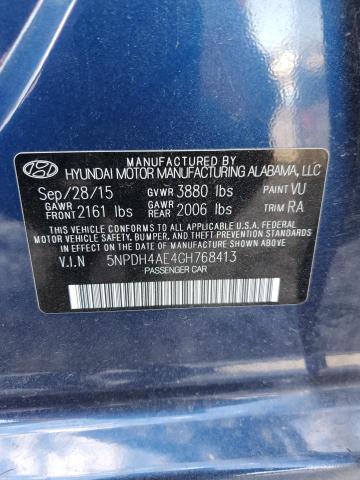 MANUFACTURED BY
HYUNDAI MOTOR MANUFACTURING ALABAMA, LLC
Sep/28/15 GVWR 3880 lbs PAINT VU
GAWR FRONT 2161 lbs GAWR REAR 2006 lbs TRIM RA
THIS VEHICLE CONFORMS TO ALL APPLICABLE U.S.A FEDERAL
MOTOR VEHICLE SAFETY, BUMPER, AND THEFT PREVENTION
STANDARDS IN EFFECT ON THE DATE OF MANUFACTURE SHOWN ABOVE.
V.I.N 5NPDH4AE4GH768413
PASSENGER CAR